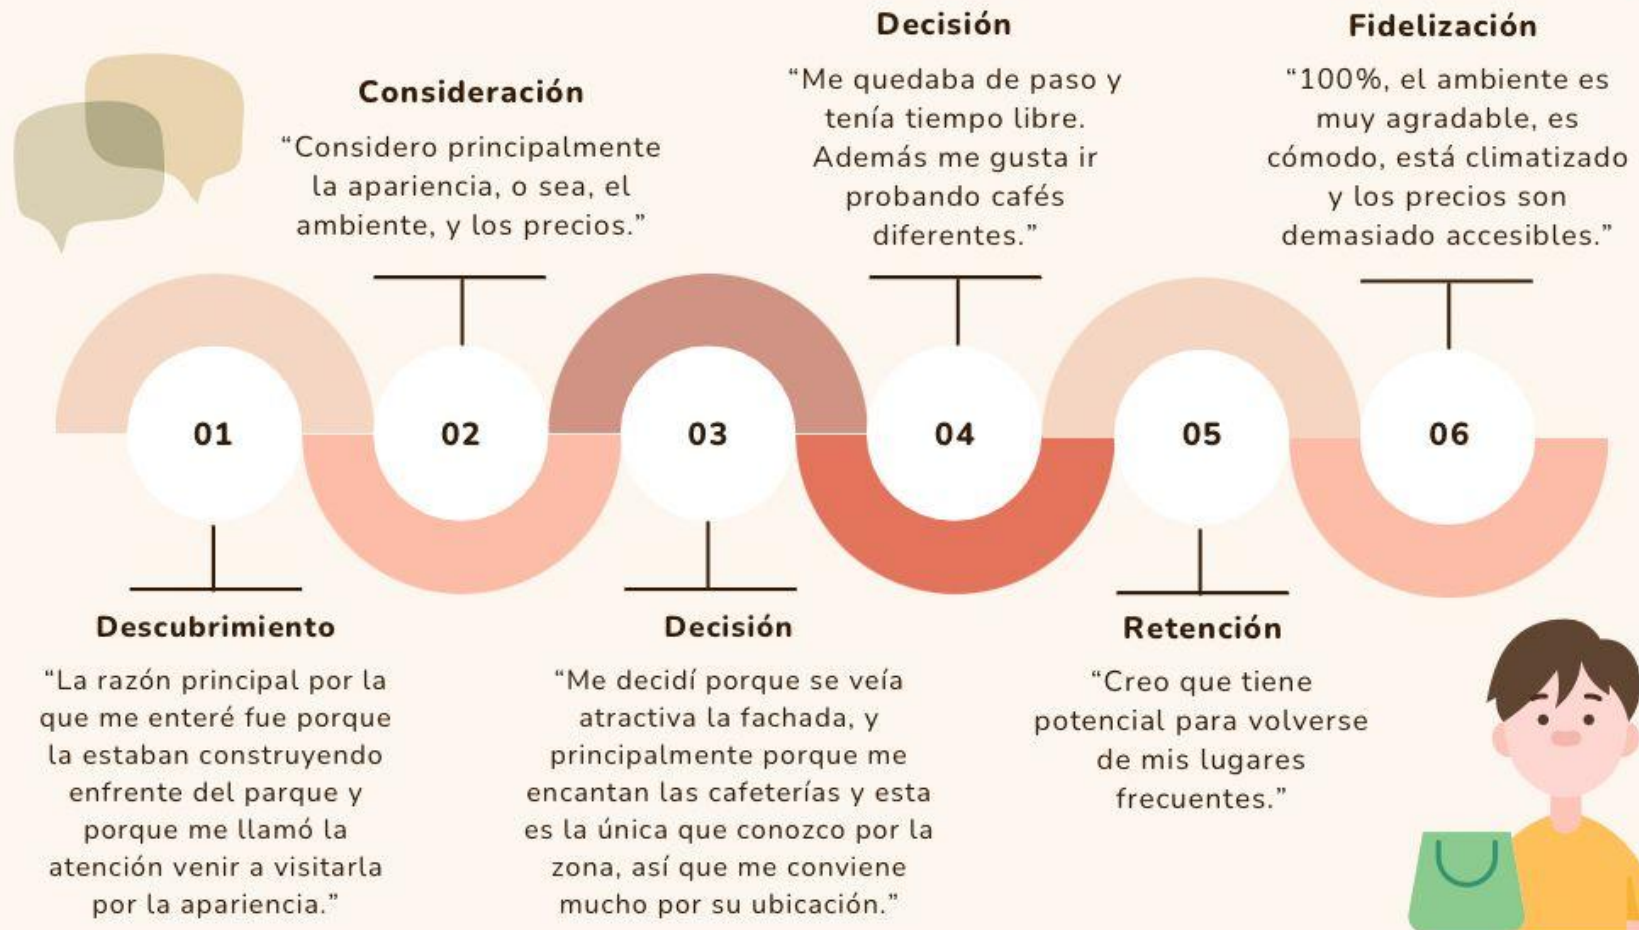 Descubrimiento
“La razón principal por la
que me enteré fue porque
la estaban construyendo
enfrente del parque y
porque me llamó la
atención venir a visitarla
por la apariencia.”
01
Consideración
“Considero principalmente
la apariencia, o sea, el
ambiente, y los precios.”
02
03
Decisión
“Me decidí porque se veía
atractiva la fachada, y
principalmente porque me
encantan las cafeterías y esta
es la única que conozco por la
zona, así que me conviene
mucho por su ubicación.”
Decisión
“Me quedaba de paso y
tenía tiempo libre.
Además me gusta ir
probando cafés
diferentes.”
04
05
Retención
“Creo que tiene
potencial para volverse
de mis lugares
frecuentes.”
Fidelización
“100%, el ambiente es
muy agradable, es
cómodo, está climatizado
y los precios son
demasiado accesibles.”
06